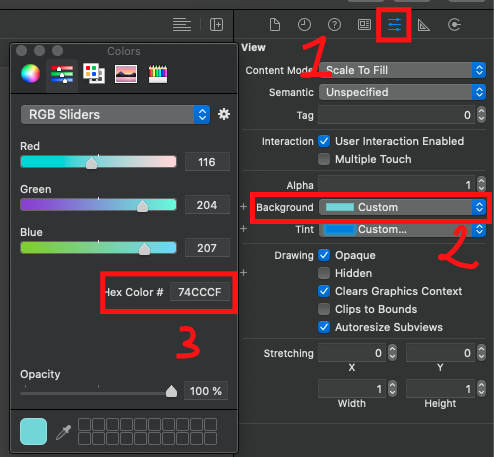 1
Colors
View
Content Mode Scale To Fill
Semantic Unspecified
Tag 0
Interaction User Interaction Enabled
Multiple Touch
Alpha 1
+ Background Custom
+ Tint Custom...
2
Drawing Opaque
+ Hidden
Clears Graphics Context
Clips to Bounds
Autoresize Subviews
Stretching 0 0
X Y
1 1
Width Height
RGB Sliders
Red
116
Green
204
Blue
207
Hex Color # 74CCCF
3
Opacity
100 %